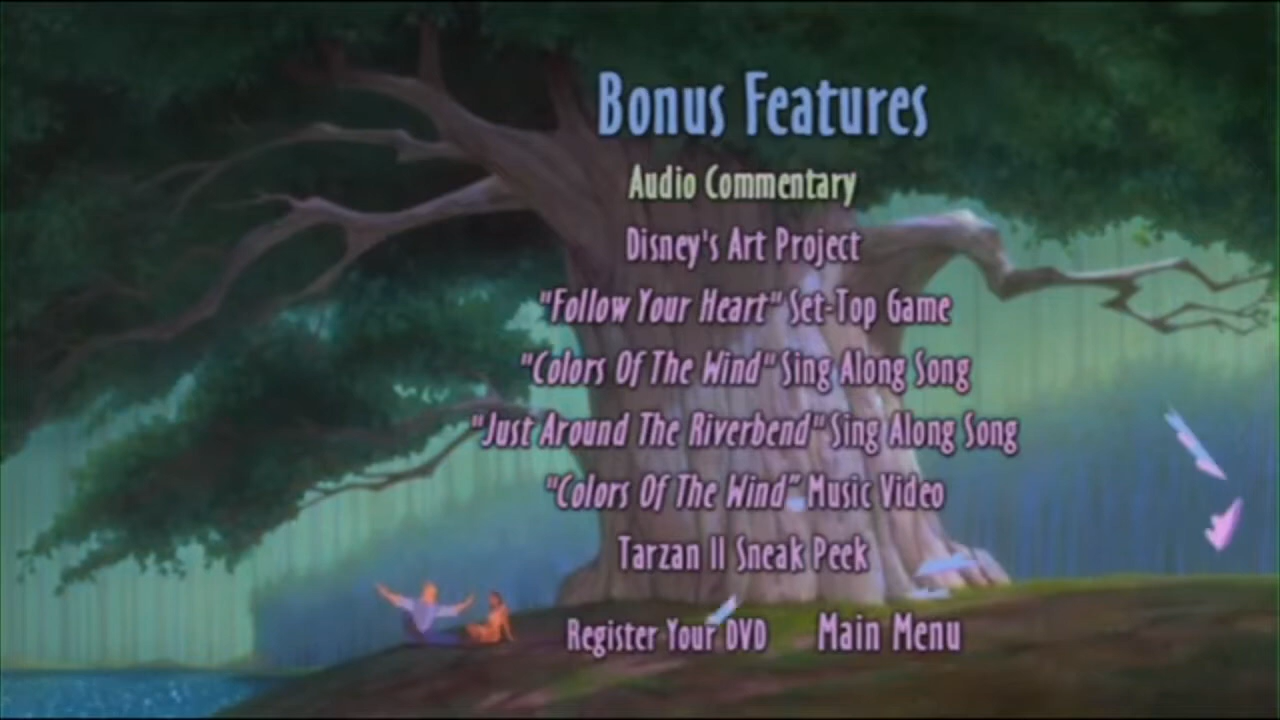 Bonus Features
Audio Commentary
Disney's Art Project
"Follow Your Heart" Set-Top Game
"Colors Of The Wind" Sing Along Song
"Just Around The Riverbend" Sing Along Song
"Colors Of The Wind" Music Video
Tarzan II Sneak Peek
Register Your DVD Main Menu